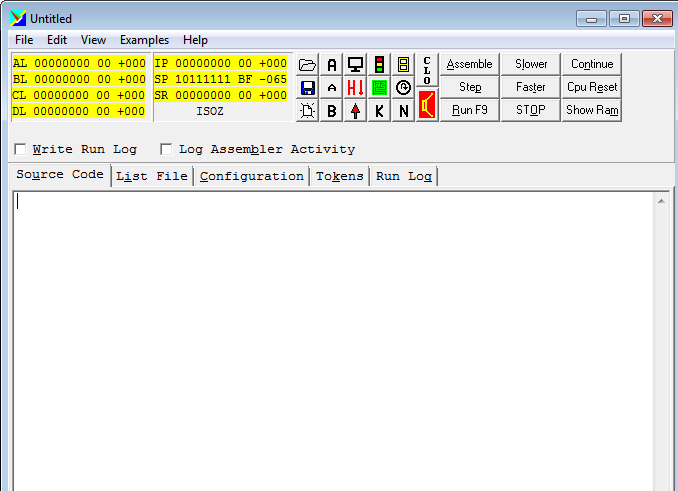 Untitled
File Edit View Examples Help
AL 00000000 00 +000 IP 00000000 00 +000
BL 00000000 00 +000 SP 10111111 BF -065
CL 00000000 00 +000 SR 00000000 00 +000
DL 00000000 00 +000 ISOZ
A
A
B K N
CLO
Assemble Slower Continue
Step Faster Cpu Reset
Run F9 STOP Show Ram
Write Run Log Log Assembler Activity
Source Code List File Configuration Tokens Run Log